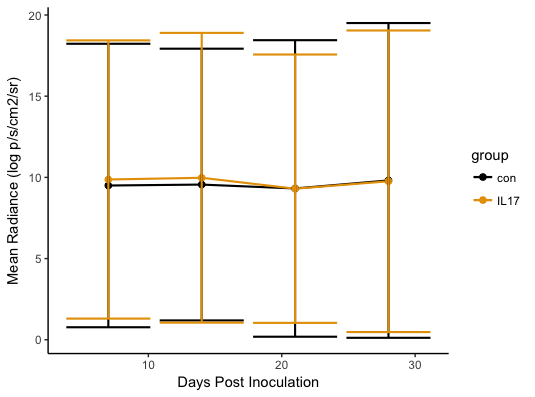 20
15
10
5
0
Mean Radiance (log p/s/cm2/sr)
10
20
30
Days Post Inoculation
group
con
IL17